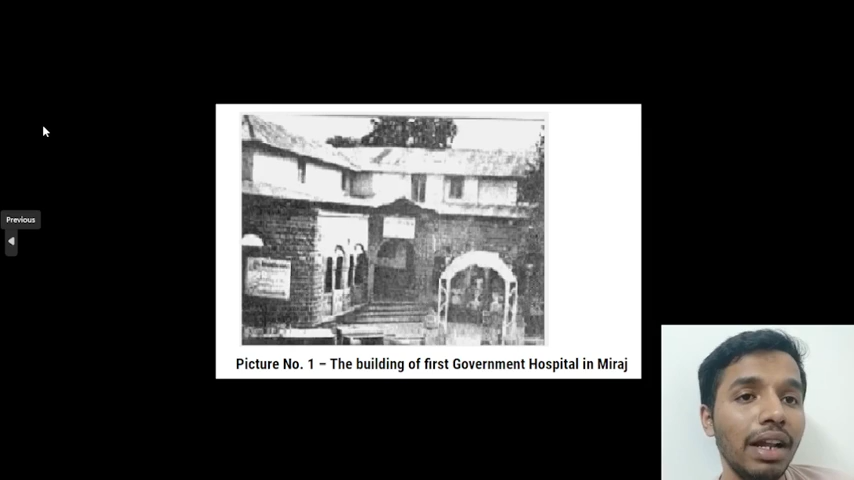 Previous
Picture No. 1 – The building of first Government Hospital in Miraj